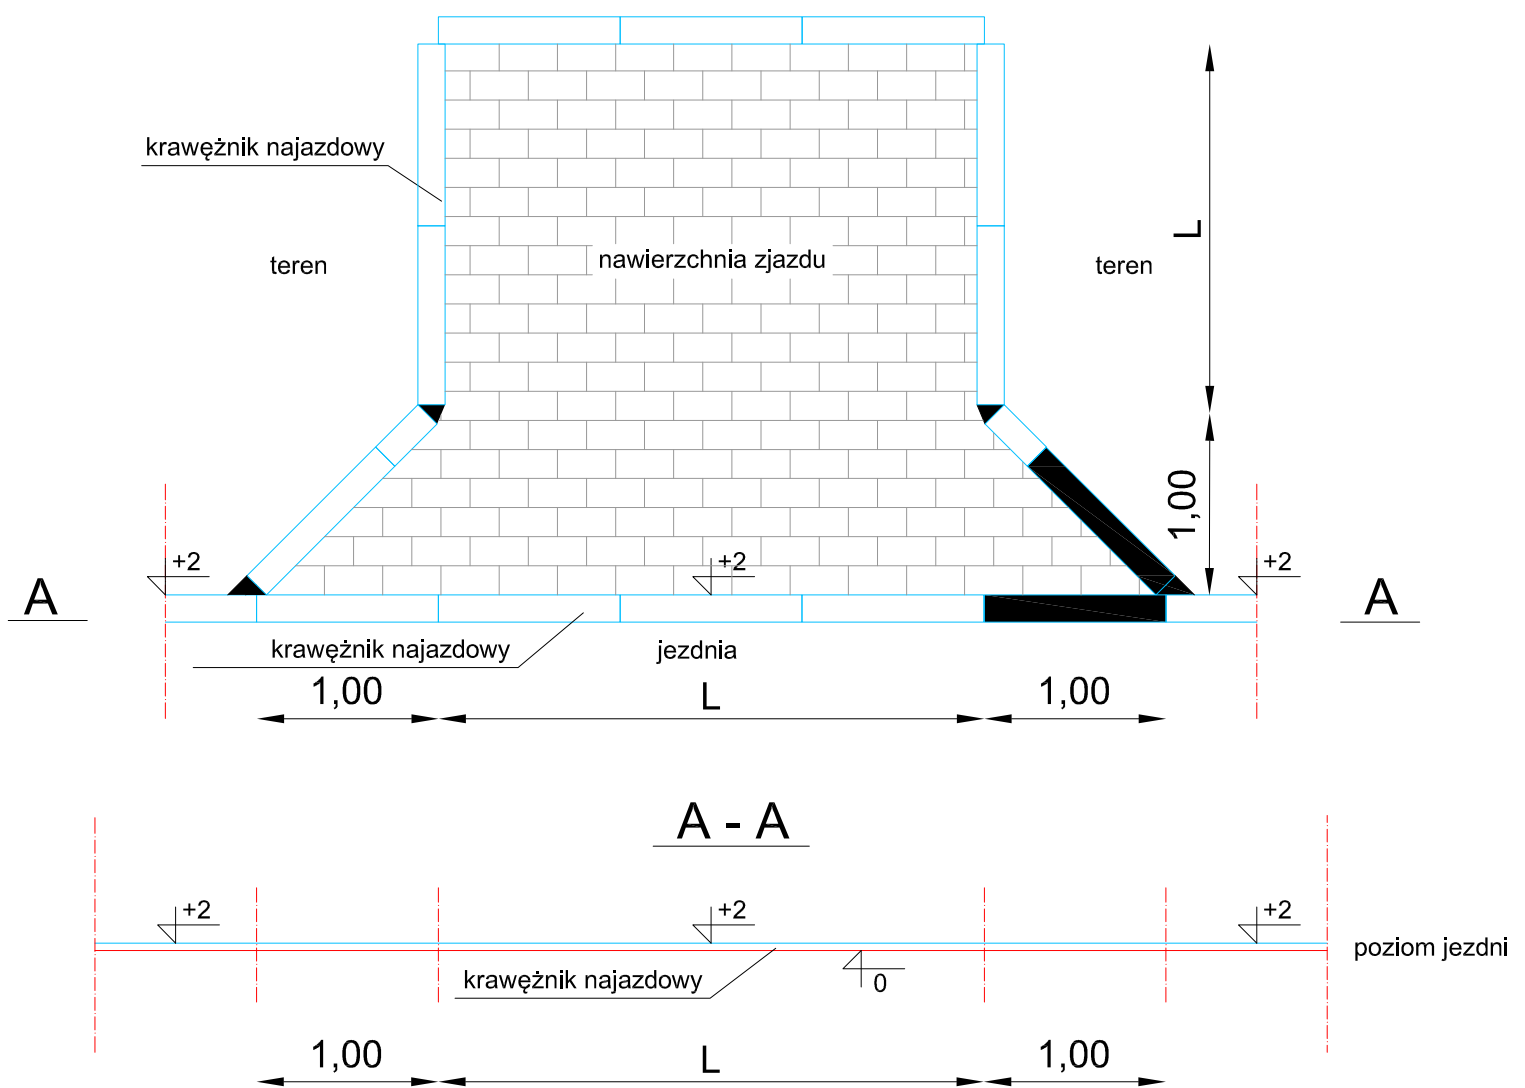 krawężnik najazdowy
teren
nawierzchnia zjazdu
teren
L
1,00
+2
+2
+2
A
A
krawężnik najazdowy
jezdnia
1,00
L
1,00
A - A
+2
+2
+2
poziom jezdni
krawężnik najazdowy
0
1,00
L
1,00